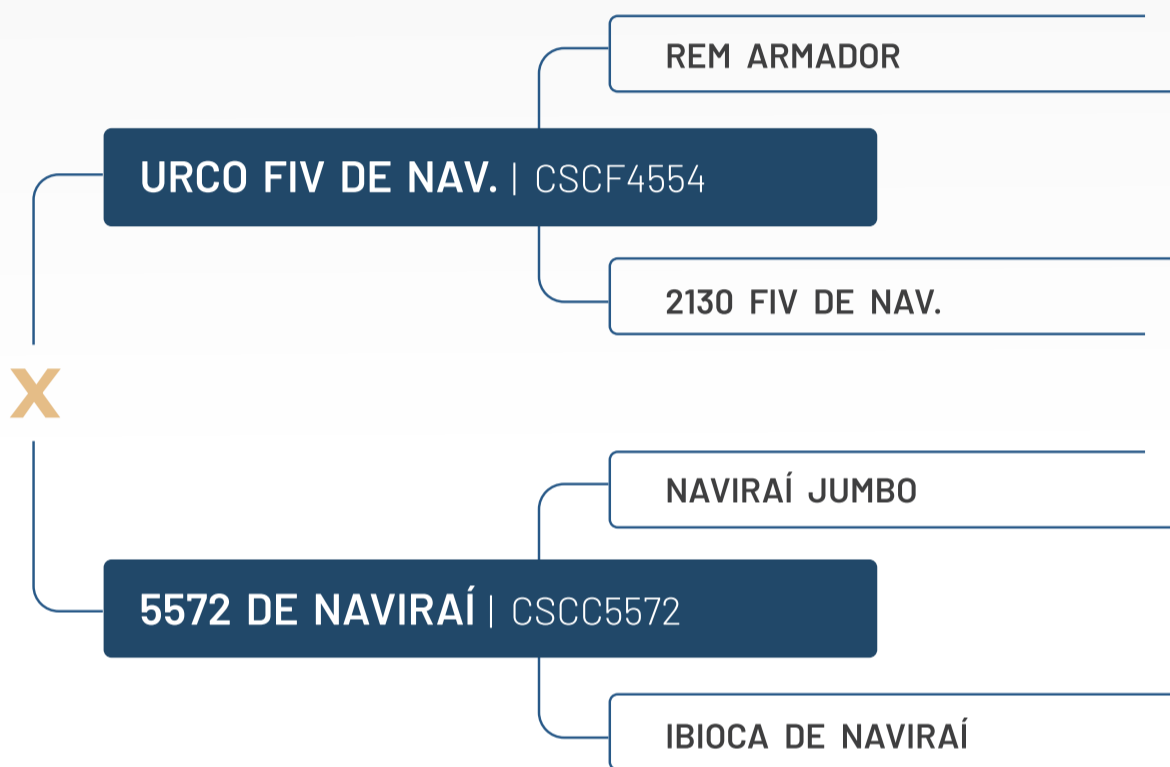 REM ARMADOR
URCO FIV DE NAV. | CSCF4554
2130 FIV DE NAV.
X
NAVIRAÍ JUMBO
5572 DE NAVIRAÍ | CSCC5572
IBIOCA DE NAVIRAÍ